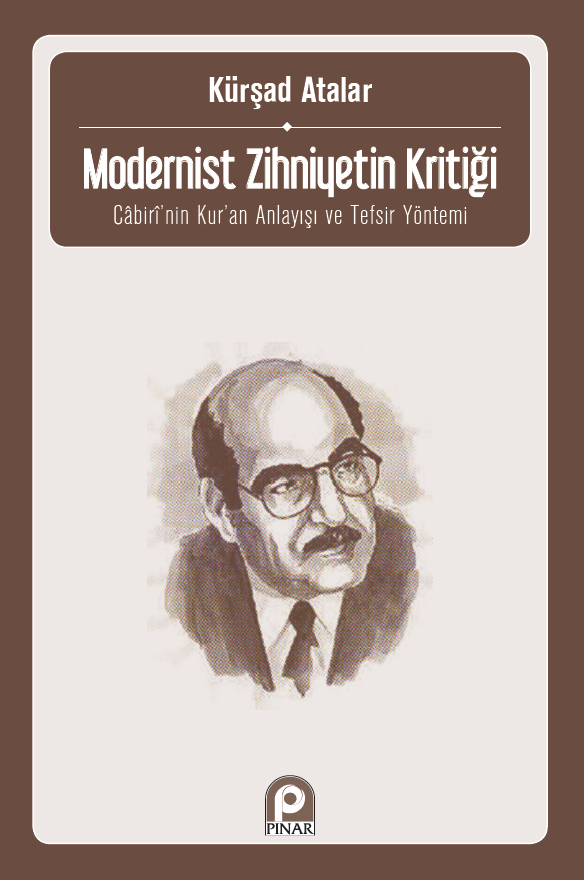 Kürşad Atalar
Modernist Zihniyetin Kritiği
Câbirî'nin Kur'an Anlayışı ve Tefsir Yöntemi
PINAR